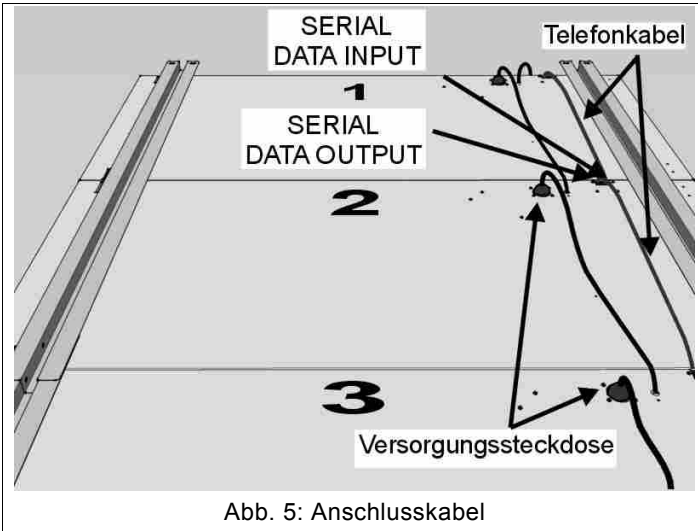 SERIAL
DATA INPUT
Telefonkabel
1
SERIAL
DATA OUTPUT
2
3
Versorgungssteckdose
Abb. 5: Anschlusskabel